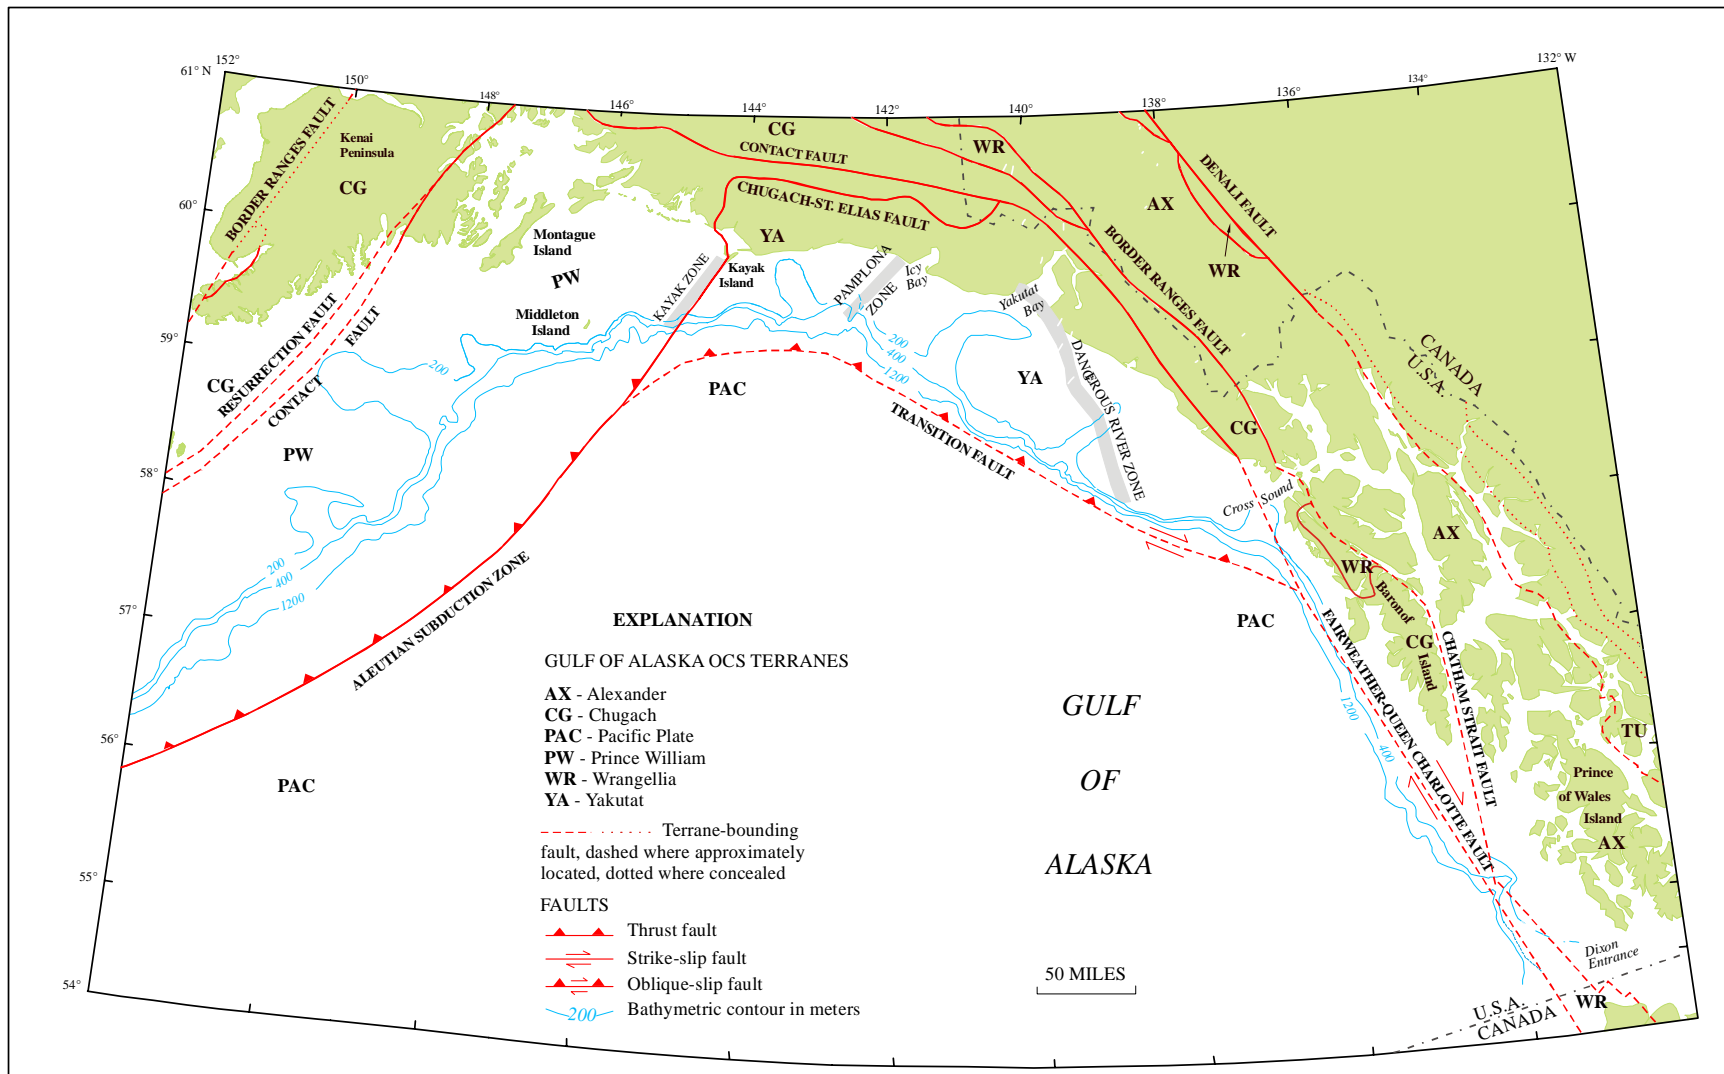 152°
61° N
150°
148°
146°
144°
142°
140°
138°
136°
134°
132° W
60°
59°
58°
57°
56°
55°
54°
BORDER RANGES FAULT
Kenai
Peninsula
CG
CG
CONTACT FAULT
WR
CHUGACH-ST. ELIAS FAULT
YA
DENALI FAULT
AX
WR
BORDER RANGES FAULT
Montague
Island
PW
Middleton
Island
KAYAK ZONE
Kayak
Island
PAMPLONA
ZONE
Icy
Bay
Yakutat
Bay
RESURRECTION FAULT
CONTACT
FAULT
CG
PW
200
200
400
1200
PAC
YA
DANGEROUS RIVER ZONE
TRANSITION FAULT
CANADA
U.S.A.
CG
Cross Sound
AX
WR
Baronof
CG
Island
200
400
1200
ALEUTIAN SUBDUCTION ZONE
PAC
PAC
FAIRWEATHER-QUEEN CHARLOTTE FAULT
CHATHAM STRAIT FAULT
1200
400
TU
Prince
of Wales
Island
AX
GULF
OF
ALASKA
Dixon
Entrance
U.S.A.
CANADA
WR
EXPLANATION
GULF OF ALASKA OCS TERRANES
AX - Alexander
CG - Chugach
PAC - Pacific Plate
PW - Prince William
WR - Wrangellia
YA - Yakutat
Terrane-bounding
fault, dashed where approximately
located, dotted where concealed
FAULTS
Thrust fault
Strike-slip fault
Oblique-slip fault
200
Bathymetric contour in meters
50 MILES